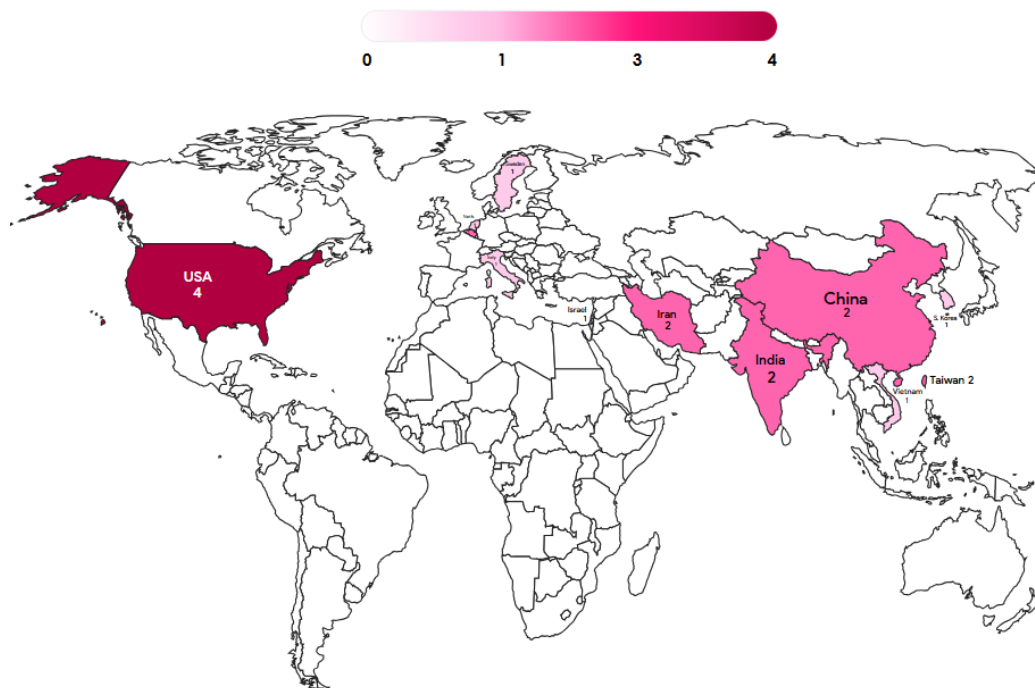 0 1 3 4
Sweden
1
USA
4
Israel
1
Iran
2
China
2
S. Korea
1
India
2
Taiwan 2
Vietnam
1